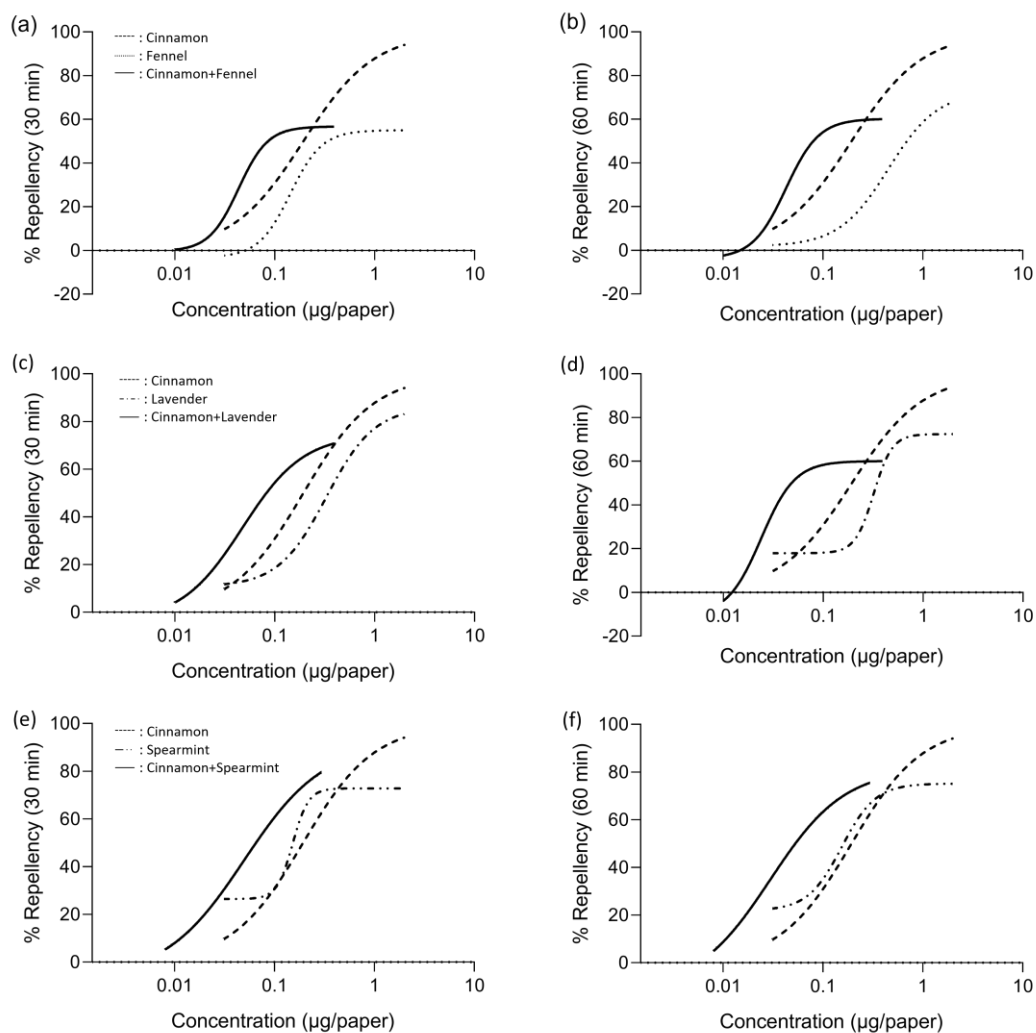 (a)
% Repellency (30 min)
100
80
60
40
20
0
-20
: Cinnamon
: Fennel
: Cinnamon+Fennel
0.01 0.1 1 10
Concentration (µg/paper)
(b)
% Repellency (60 min)
100
80
60
40
20
0
-20
0.01 0.1 1 10
Concentration (µg/paper)
(c)
% Repellency (30 min)
100
80
60
40
20
0
: Cinnamon
: Lavender
: Cinnamon+Lavender
0.01 0.1 1 10
Concentration (µg/paper)
(d)
% Repellency (60 min)
100
80
60
40
20
0
-20
0.01 0.1 1 10
Concentration (µg/paper)
(e)
% Repellency (30 min)
100
80
60
40
20
0
: Cinnamon
: Spearmint
: Cinnamon+Spearmint
0.01 0.1 1 10
Concentration (µg/paper)
(f)
% Repellency (60 min)
100
80
60
40
20
0
0.01 0.1 1 10
Concentration (µg/paper)